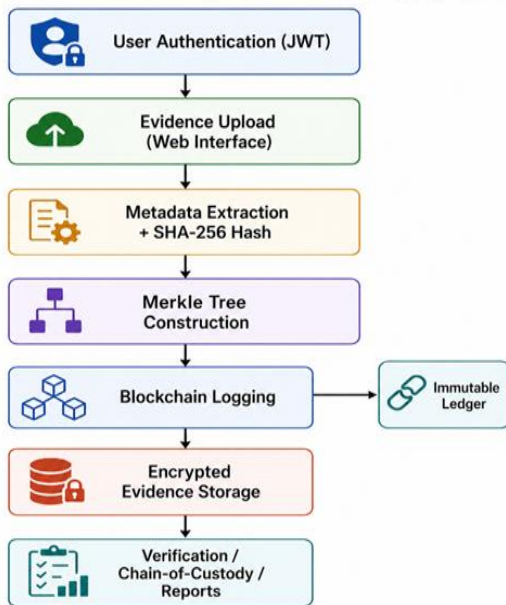 User Authentication (JWT)
Evidence Upload
(Web Interface)
Metadata Extraction
+ SHA-256 Hash
Merkle Tree
Construction
Blockchain Logging
Immutable
Ledger
Encrypted
Evidence Storage
Verification /
Chain-of-Custody /
Reports